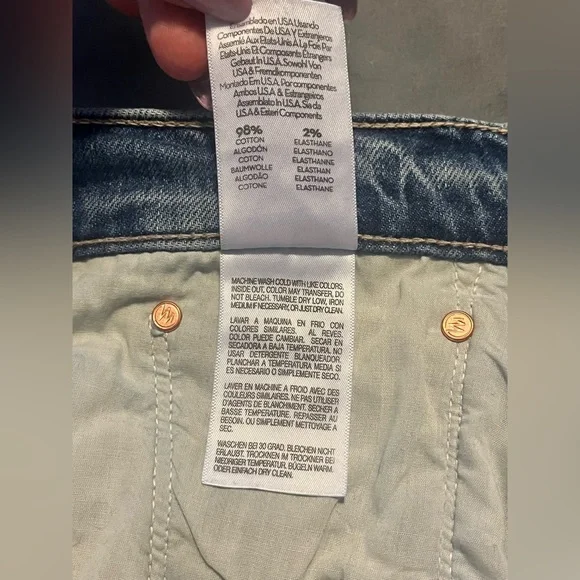 Ensamblado en USA Usando
Componentes De USA Y Extranjeros
Assemblé Aux Etats-Unis À La Fois Par
Etats-Unis Et Composants Étrangers
Gebaut In U.S.A. Sowohl Von
USA & Fremdkomponenten
Montado Em U.S.A. Por Componentes
Ambos U.S.A & Estrangeiros
Assemblato In U.S. Sia da
U.S.A & Esteri Components
98% 2%
COTTON ELASTHANE
ALGODÓN ELASTHANO
COTON ELASTHANNE
BAUMWOLLE ELASTHAN
ALGODÃO ELASTHANO
COTONE ELASTHANE
MACHINE WASH COLD WITH LIKE COLORS,
INSIDE OUT, COLOR MAY TRANSFER. DO
NOT BLEACH. TUMBLE DRY LOW, IRON
MEDIUM IF NECESSARY, OR JUST DRY CLEAN.
LAVAR A MAQUINA EN FRIO CON
COLORES SIMILARES, AL REVES,
COLOR PUEDE CAMBIAR. SECAR EN
SECADORA A BAJA TEMPERATURA. NO
USAR DETERGENTE BLANQUEADOR.
PLANCHAR A TEMPERATURA MEDIA SI
ES NECESARIO O SIMPLEMENTE SECO.
LAVER EN MACHINE A FROID AVEC DES
COULEURS SIMILAIRES. NE PAS UTILISER
D'AGENTS DE BLANCHIMENT. SECHER A
BASSE TEMPERATURE. REPASSER AU
BESOIN, OU SIMPLEMENT METTOYAGE A
SEC.
WASCHEN BEI 30 GRAD, BLEICHEN NICHT
ERLAUBT. TROCKNEN IM TROCKNER BEI
NIEDRIGER TEMPERATUR. BÜGELN WARM.
ODER EINFACH DRY CLEAN.